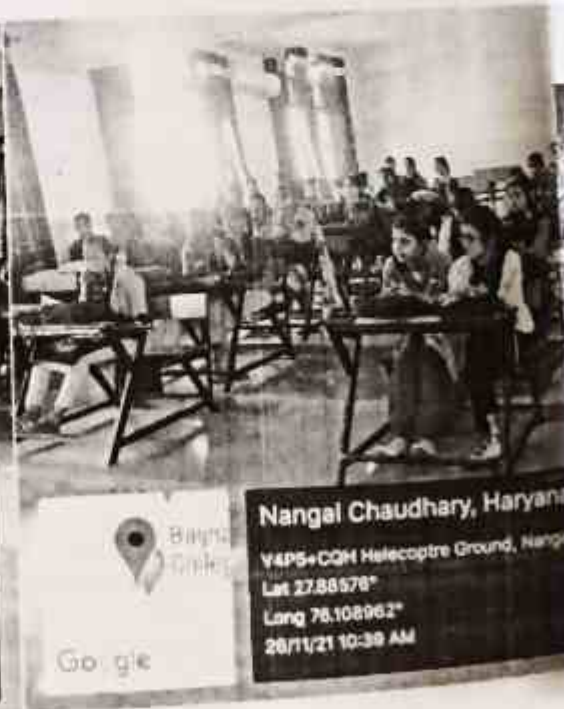 Nangal Chaudhary, Haryana
V4P5+CQH Helecoptre Ground, Nang
Lat 27.88576°
Long 76.108962°
26/11/21 10:39 AM
Google